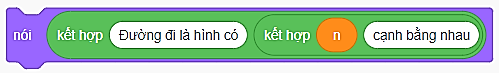 nói kết hợp Đường đi là hình có kết hợp n cạnh bằng nhau